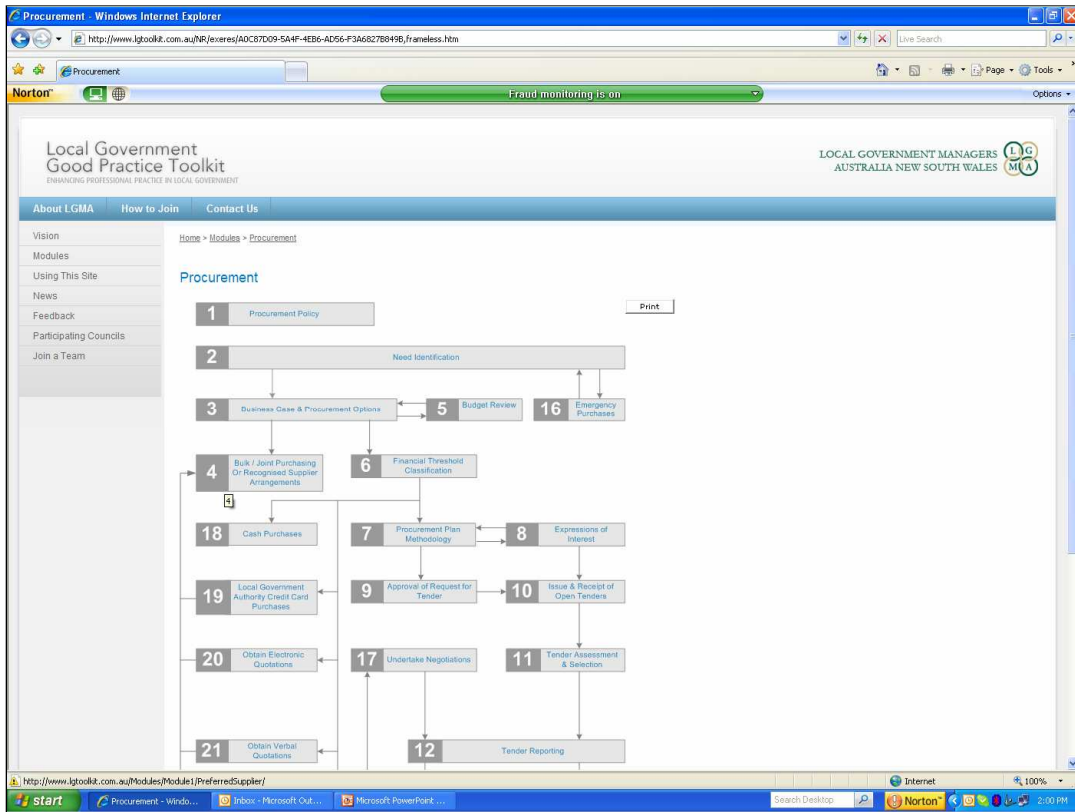 Procurement - Windows Internet Explorer
http://www.lgtoolkit.com.au/NR/exeres/A0C87D09-5A4F-4EB6-AD56-F3A6827B849B,frameless.htm
Live Search
Procurement
Page
Tools
Norton™
Fraud monitoring is on
Options
Local Government
Good Practice Toolkit
ENHANCING PROFESSIONAL PRACTICE IN LOCAL GOVERNMENT
LOCAL GOVERNMENT MANAGERS
AUSTRALIA NEW SOUTH WALES
L G
M A
About LGMA How to Join Contact Us
Vision
Modules
Using This Site
News
Feedback
Participating Councils
Join a Team
Home > Modules > Procurement
Procurement
Print
1 Procurement Policy
2 Need Identification
3 Business Case & Procurement Options
5 Budget Review
16 Emergency
Purchases
4 Bulk / Joint Purchasing
Or Recognised Supplier
Arrangements
4
6 Financial Threshold
Classification
18 Cash Purchases
7 Procurement Plan
Methodology
8 Expressions of
Interest
19 Local Government
Authority Credit Card
Purchases
9 Approval of Request for
Tender
10 Issue & Receipt of
Open Tenders
20 Obtain Electronic
Quotations
17 Undertake Negotiations
11 Tender Assessment
& Selection
21 Obtain Verbal
Quotations
12 Tender Reporting
http://www.lgtoolkit.com.au/Modules/Module1/PreferredSupplier/
Internet
100%
start
Procurement - Windo...
Inbox - Microsoft Out...
Microsoft PowerPoint ...
Search Desktop
Norton™
2:00 PM